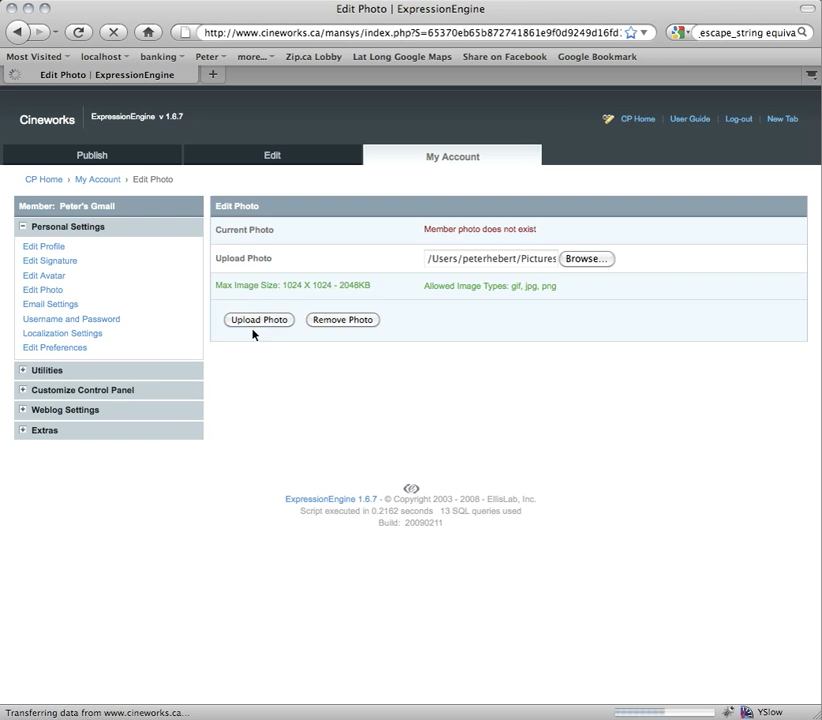 Edit Photo | ExpressionEngine
http://www.cineworks.ca/mansys/index.php?S=65370eb65b872741861e9f0d9249d16fd
_escape_string equiva
Most Visited localhost banking Peter more... Zip.ca Lobby Lat Long Google Maps Share on Facebook Google Bookmark
Edit Photo | ExpressionEngine
Cineworks ExpressionEngine v 1.6.7 CP Home User Guide Log-out New Tab
Publish Edit My Account
CP Home › My Account › Edit Photo
Member: Peter's Gmail Edit Photo
Personal Settings
Current Photo Member photo does not exist
Edit Profile
Edit Signature
Upload Photo /Users/peterhebert/Pictures Browse...
Edit Avatar
Edit Photo
Max Image Size: 1024 X 1024 - 2048KB Allowed Image Types: gif, jpg, png
Email Settings
Username and Password
Upload Photo Remove Photo
Localization Settings
Edit Preferences
Utilities
Customize Control Panel
Weblog Settings
Extras
ExpressionEngine 1.6.7 - © Copyright 2003 - 2008 - EllisLab, Inc.
Script executed in 0.2162 seconds 13 SQL queries used
Build: 20090211
Transferring data from www.cineworks.ca... YSlow